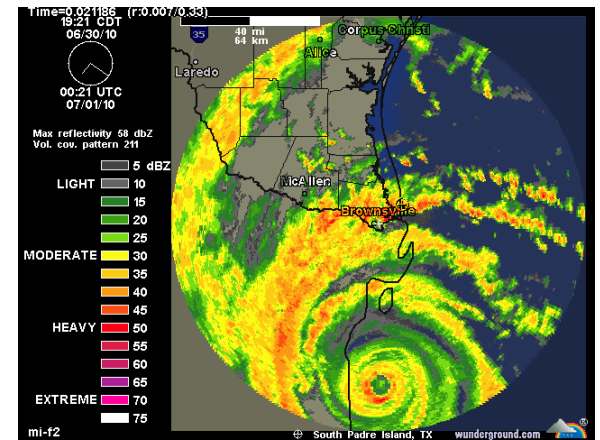 Time=0.021186 (r:0.007/0.33)
19:21 CDT
06/30/10
00:21 UTC
07/01/10
Max reflectivity 58 dbZ
Vol. cov. pattern 211
5 dBZ
LIGHT 10
15
20
25
MODERATE 30
35
40
45
HEAVY 50
55
60
65
EXTREME 70
75
mi-f2
35
40 mi
64 km
Corpus Christi
Alice
Laredo
McAllen
Brownsville
South Padre Island, TX wunderground.com ®